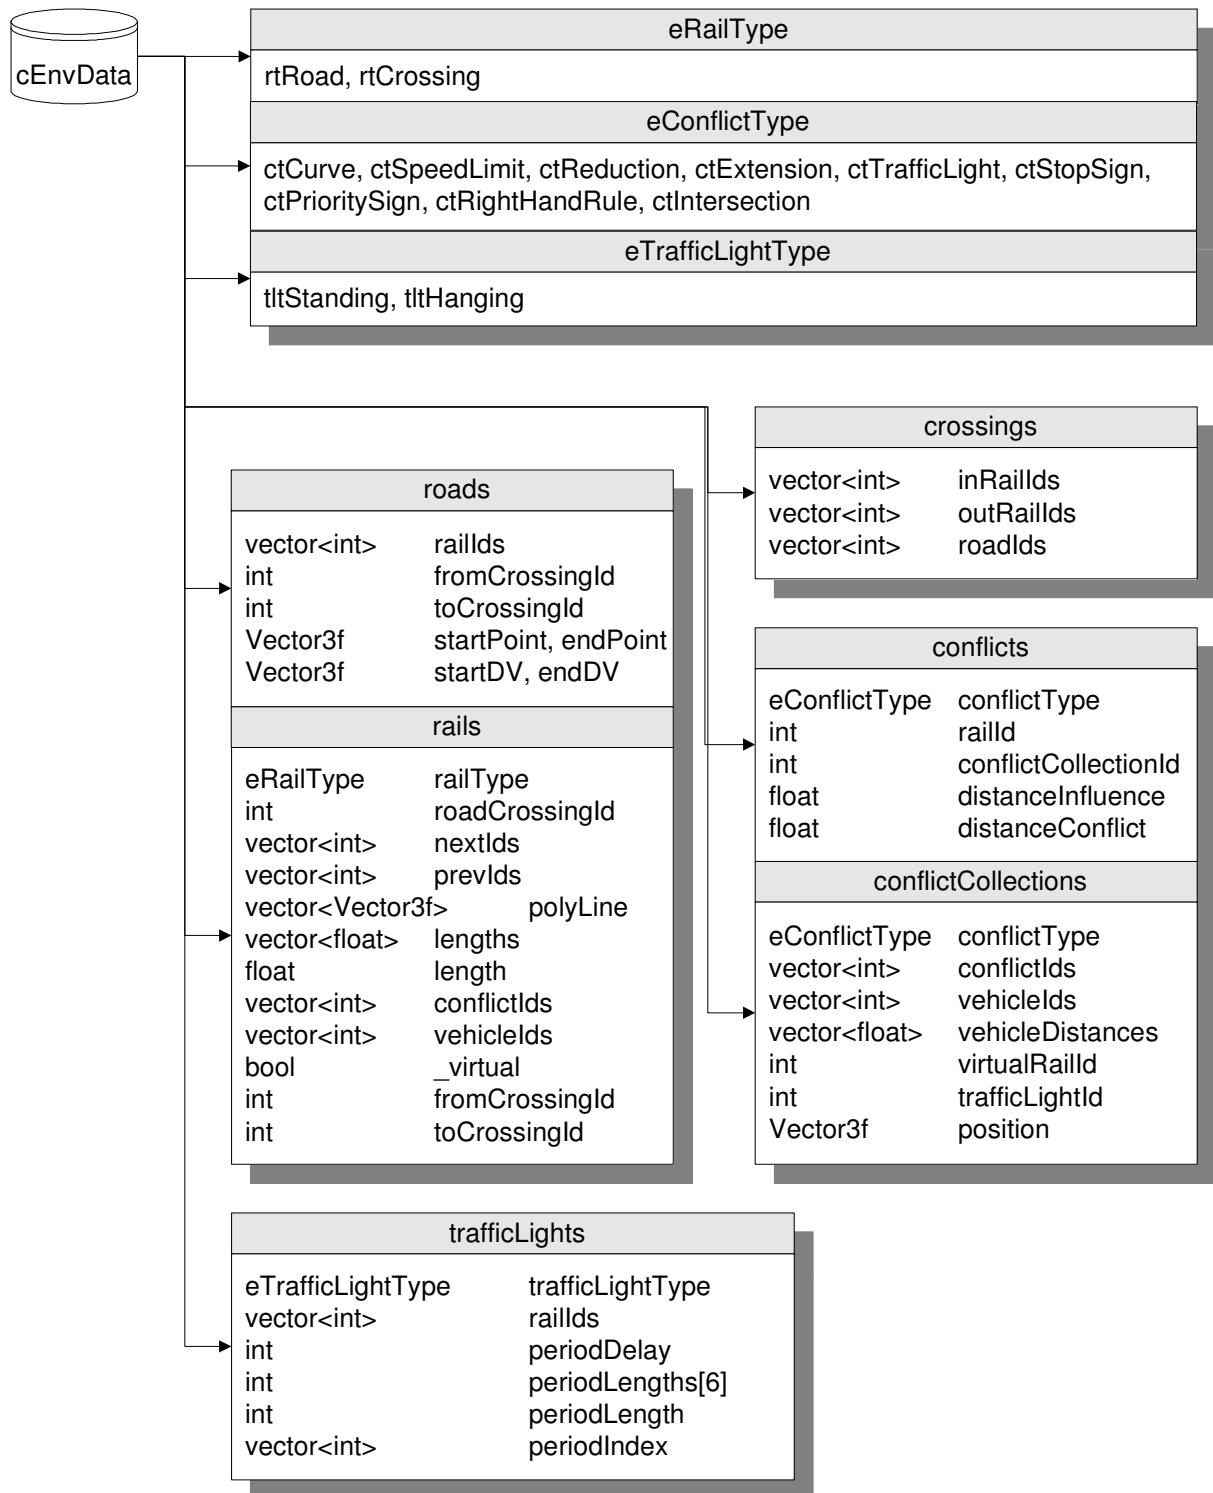 cEnvData
eRailType
rtRoad, rtCrossing
eConflictType
ctCurve, ctSpeedLimit, ctReduction, ctExtension, ctTrafficLight, ctStopSign,
ctPrioritySign, ctRightHandRule, ctIntersection
eTrafficLightType
tltStanding, tltHanging
crossings
vector<int> inRailIds
vector<int> outRailIds
vector<int> roadIds
roads
vector<int> railIds
int fromCrossingId
int toCrossingId
Vector3f startPoint, endPoint
Vector3f startDV, endDV
rails
eRailType railType
int roadCrossingId
vector<int> nextIds
vector<int> prevIds
vector<Vector3f> polyLine
vector<float> lengths
float length
vector<int> conflictIds
vector<int> vehicleIds
bool _virtual
int fromCrossingId
int toCrossingId
conflicts
eConflictType conflictType
int railId
int conflictCollectionId
float distanceInfluence
float distanceConflict
conflictCollections
eConflictType conflictType
vector<int> conflictIds
vector<int> vehicleIds
vector<float> vehicleDistances
int virtualRailId
int trafficLightId
Vector3f position
trafficLights
eTrafficLightType trafficLightType
vector<int> railIds
int periodDelay
int periodLengths[6]
int periodLength
vector<int> periodIndex